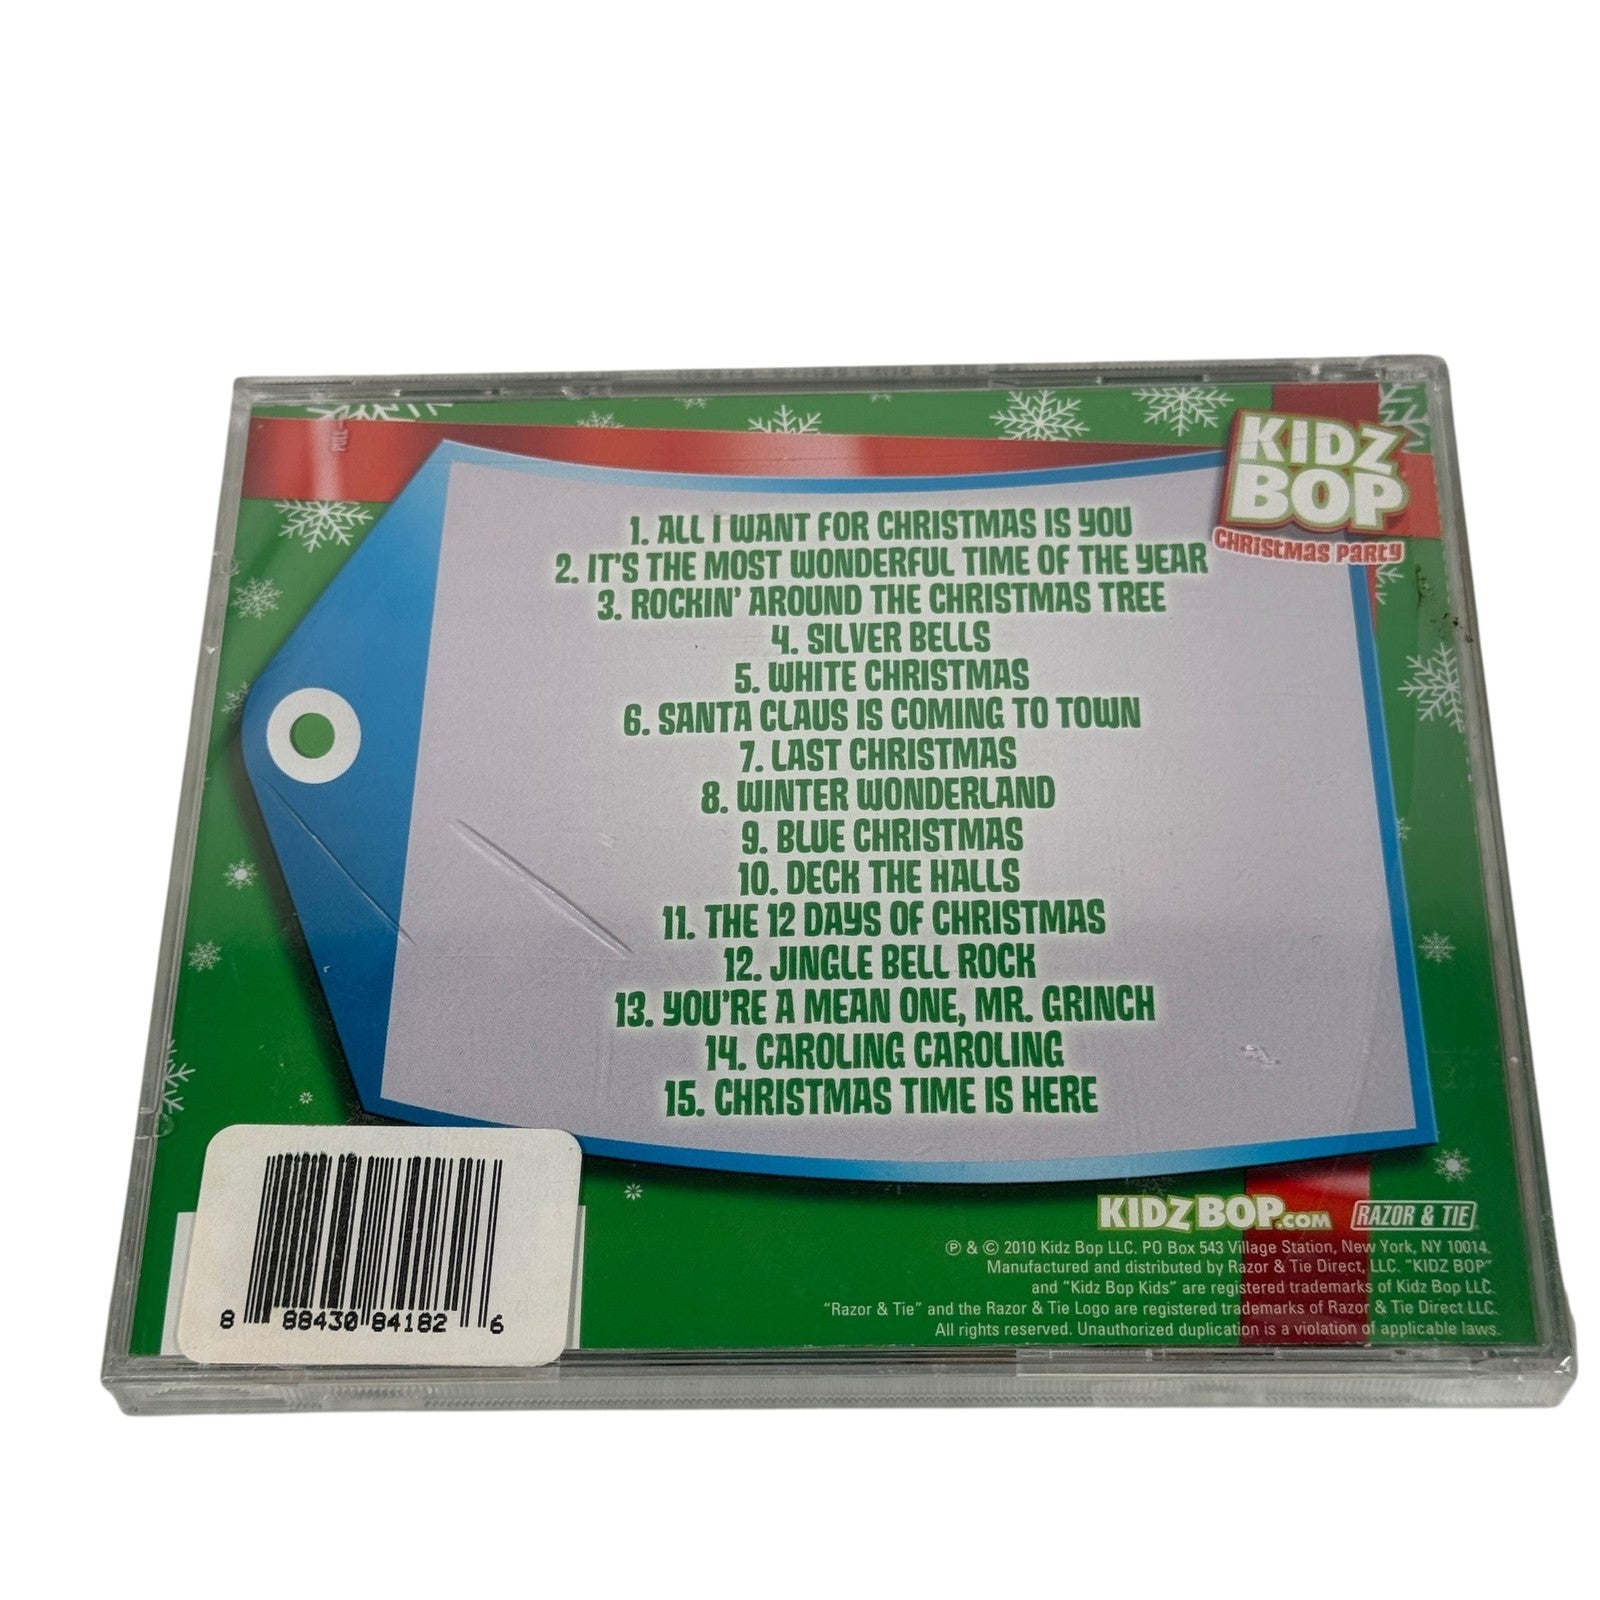 KIDZ
BOP
CHRISTMAS PARTY
1. ALL I WANT FOR CHRISTMAS IS YOU
2. IT'S THE MOST WONDERFUL TIME OF THE YEAR
3. ROCKIN' AROUND THE CHRISTMAS TREE
4. SILVER BELLS
5. WHITE CHRISTMAS
6. SANTA CLAUS IS COMING TO TOWN
7. LAST CHRISTMAS
8. WINTER WONDERLAND
9. BLUE CHRISTMAS
10. DECK THE HALLS
11. THE 12 DAYS OF CHRISTMAS
12. JINGLE BELL ROCK
13. YOU'RE A MEAN ONE, MR. GRINCH
14. CAROLING CAROLING
15. CHRISTMAS TIME IS HERE
8 88430 84182 6
KIDZ BOP.COM RAZOR & TIE
℗ & © 2010 Kidz Bop LLC. PO Box 543 Village Station, New York, NY 10014.
Manufactured and distributed by Razor & Tie Direct, LLC. "KIDZ BOP"
and "Kidz Bop Kids" are registered trademarks of Kidz Bop LLC.
"Razor & Tie" and the Razor & Tie Logo are registered trademarks of Razor & Tie Direct LLC.
All rights reserved. Unauthorized duplication is a violation of applicable laws.